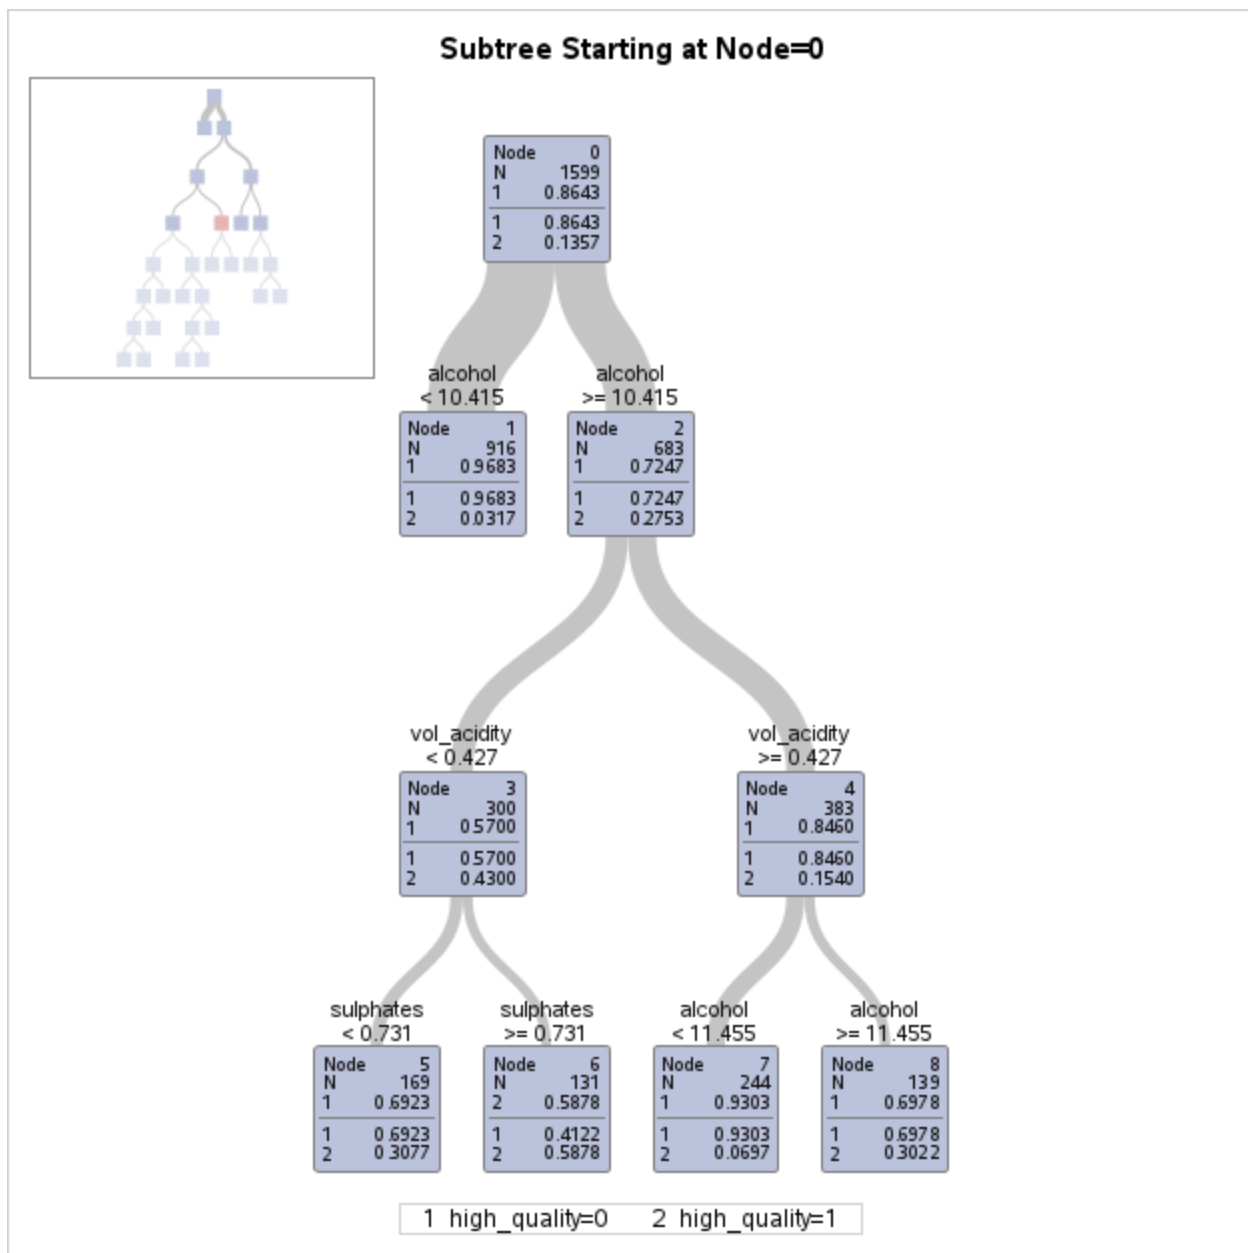 Subtree Starting at Node=0
Node 0
N 1599
1 0.8643
1 0.8643
2 0.1357
alcohol
< 10.415
alcohol
>= 10.415
Node 1
N 916
1 0.9683
1 0.9683
2 0.0317
Node 2
N 683
1 0.7247
1 0.7247
2 0.2753
vol_acidity
< 0.427
vol_acidity
>= 0.427
Node 3
N 300
1 0.5700
1 0.5700
2 0.4300
Node 4
N 383
1 0.8460
1 0.8460
2 0.1540
sulphates
< 0.731
sulphates
>= 0.731
alcohol
< 11.455
alcohol
>= 11.455
Node 5
N 169
1 0.6923
1 0.6923
2 0.3077
Node 6
N 131
2 0.5878
1 0.4122
2 0.5878
Node 7
N 244
1 0.9303
1 0.9303
2 0.0697
Node 8
N 139
1 0.6978
1 0.6978
2 0.3022
1 high_quality=0 2 high_quality=1